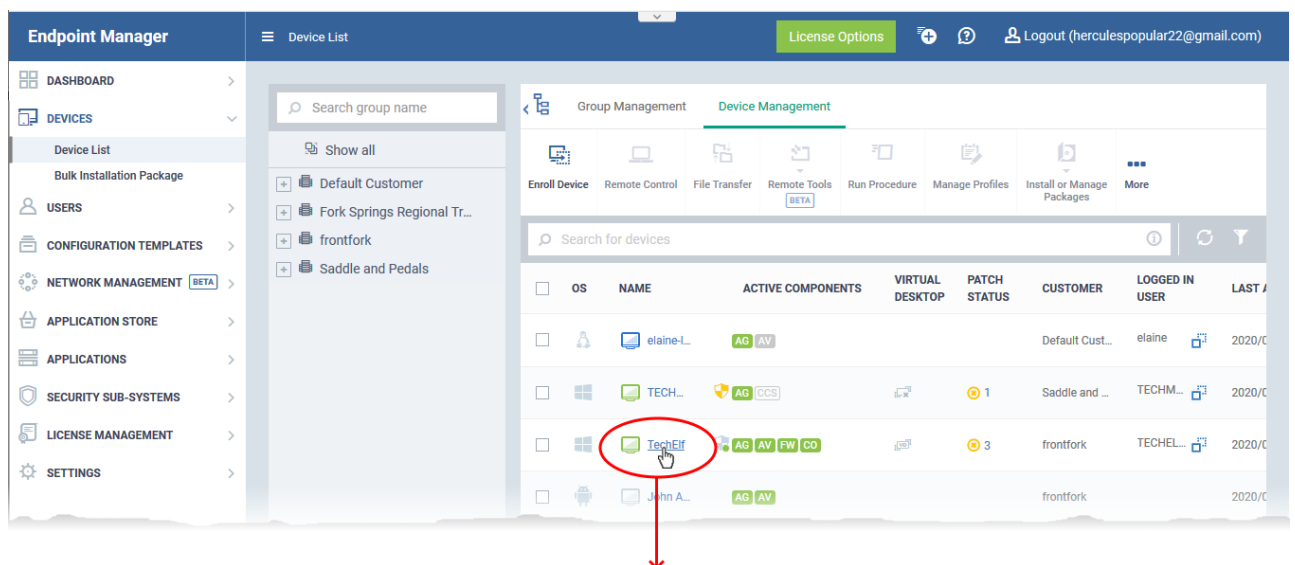 Endpoint Manager
Device List
License Options
Logout (herculespopular22@gmail.com)
DASHBOARD
DEVICES
Device List
Bulk Installation Package
USERS
CONFIGURATION TEMPLATES
NETWORK MANAGEMENT BETA
APPLICATION STORE
APPLICATIONS
SECURITY SUB-SYSTEMS
LICENSE MANAGEMENT
SETTINGS
Search group name
Show all
Default Customer
Fork Springs Regional Tr...
frontfork
Saddle and Pedals
Group Management Device Management
Enroll Device Remote Control File Transfer Remote Tools Run Procedure Manage Profiles Install or Manage More
BETA Packages
Search for devices
OS NAME ACTIVE COMPONENTS VIRTUAL DESKTOP PATCH STATUS CUSTOMER LOGGED IN USER LAST
elaine-l... AG AV Default Cust... elaine 2020/0
TECH... AG CCS 1 Saddle and ... TECHM... 2020/0
TechElf AG AV FW CO 3 frontfork TECHEL... 2020/0
John A... AG AV frontfork 2020/0